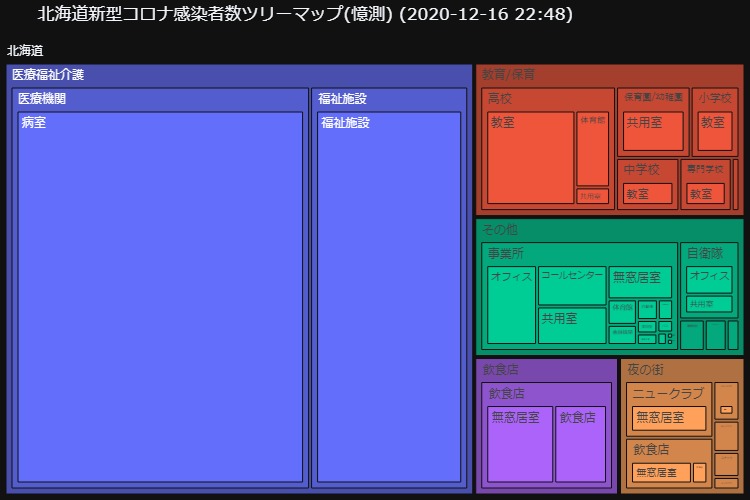 北海道新型コロナ感染者数ツリーマップ(憶測) (2020-12-16 22:48)
北海道
医療福祉介護
医療機関
病室
福祉施設
福祉施設
教育/保育
高校
教室
体育館
共用室
保育園/幼稚園
共用室
小学校
教室
中学校
教室
専門学校
教室
その他
事業所
オフィス
コールセンター
共用室
無窓居室
体育館
自衛隊
オフィス
共用室
飲食店
飲食店
無窓居室
飲食店
夜の街
ニュークラブ
無窓居室
飲食店
無窓居室